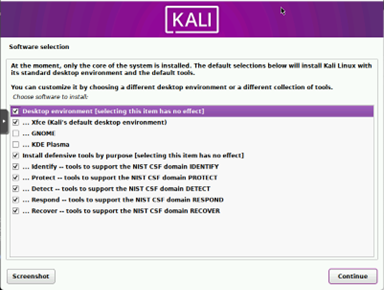 KALI
Software selection
At the moment, only the core of the system is installed. The default selections below will install Kali Linux with
its standard desktop environment and the default tools.
You can customize it by choosing a different desktop environment or a different collection of tools.
Choose software to install:
Desktop environment [selecting this item has no effect]
... Xfce (Kali's default desktop environment)
... GNOME
... KDE Plasma
Install defensive tools by purpose [selecting this item has no effect]
... Identify -- tools to support the NIST CSF domain IDENTIFY
... Protect -- tools to support the NIST CSF domain PROTECT
... Detect -- tools to support the NIST CSF domain DETECT
... Respond -- tools to support the NIST CSF domain RESPOND
... Recover -- tools to support the NIST CSF domain RECOVER
Screenshot
Continue